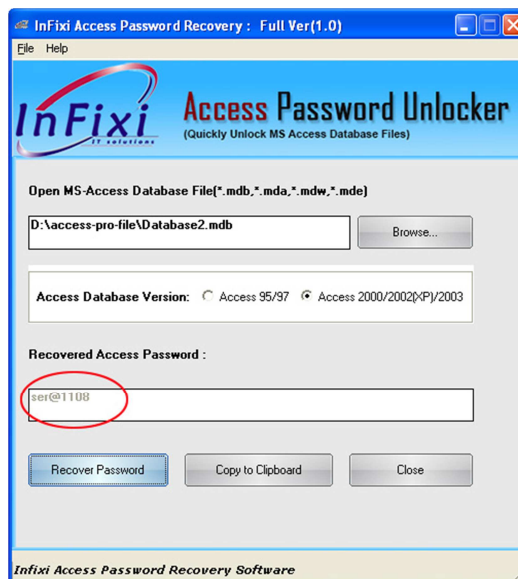 InFixi Access Password Recovery : Full Ver(1.0)
File Help
InFixi
IT solutions
Access Password Unlocker
(Quickly Unlock MS Access Database Files)
Open MS-Access Database File(*.mdb,*.mda,*.mdw,*.mde)
D:\access-pro-file\Database2.mdb
Browse...
Access Database Version: Access 95/97 Access 2000/2002(XP)/2003
Recovered Access Password :
ser@1108
Recover Password Copy to Clipboard Close
Infixi Access Password Recovery Software